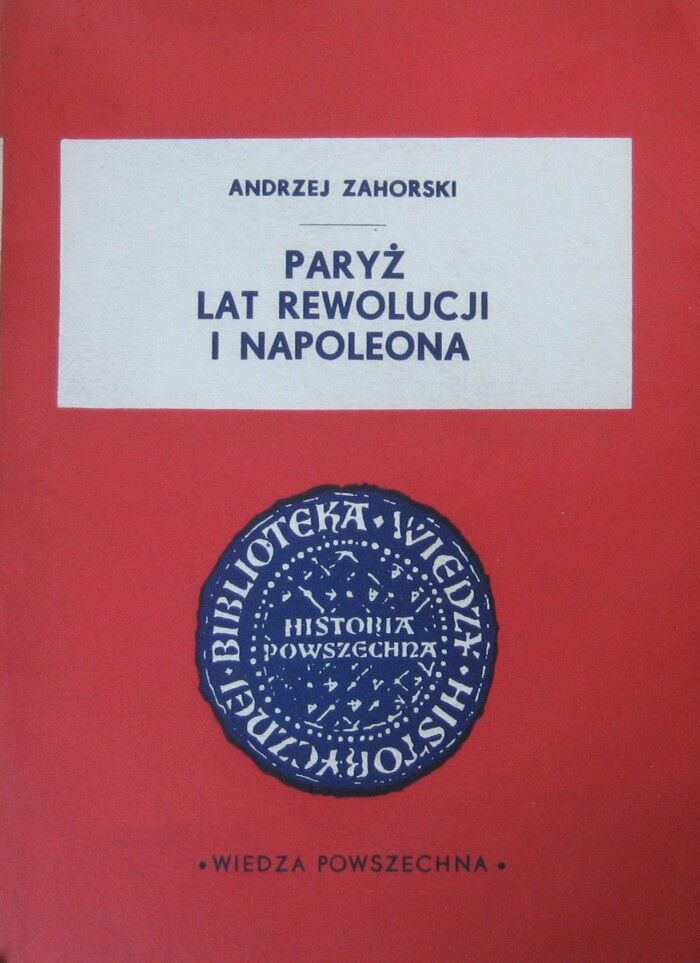 ANDRZEJ ZAHORSKI
PARYŻ
LAT REWOLUCJI
I NAPOLEONA
BIBLIOTEKA · WIEDZY · HISTORYCZNEJ ·
HISTORIA
POWSZECHNA
• WIEDZA POWSZECHNA •